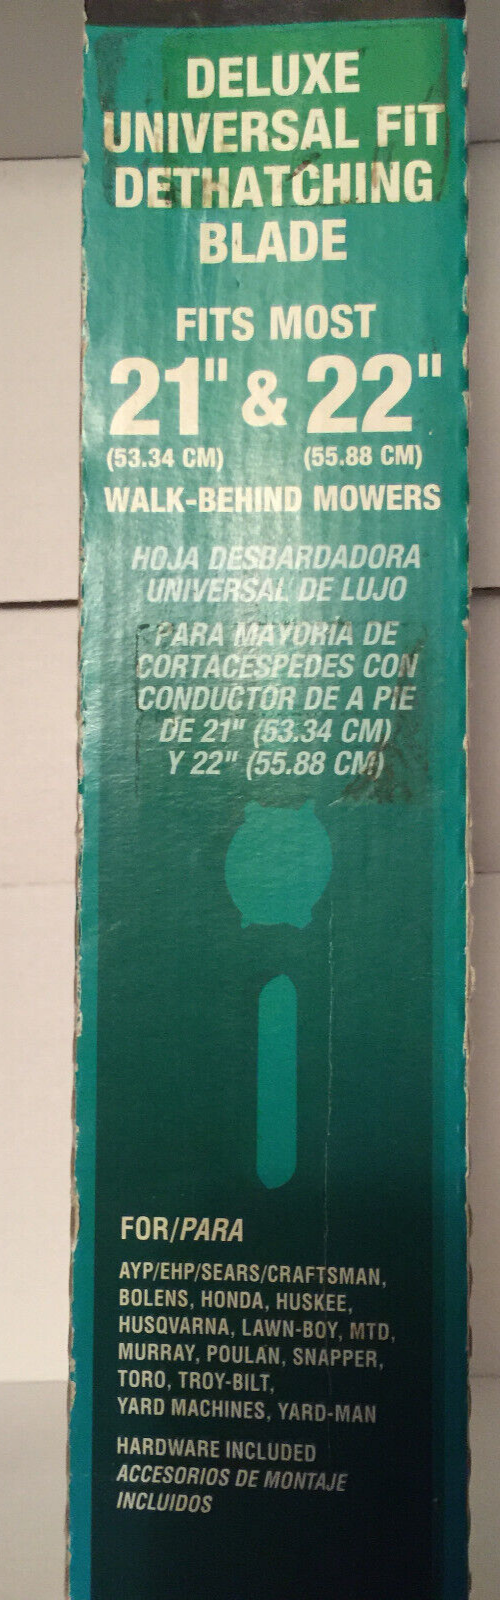 DELUXE
UNIVERSAL FIT
DETHATCHING
BLADE
FITS MOST
21" & 22"
(53.34 CM) (55.88 CM)
WALK-BEHIND MOWERS
HOJA DESBARDADORA
UNIVERSAL DE LUJO
PARA MAYORÍA DE
CORTACESPEDES CON
CONDUCTOR DE A PIE
DE 21" (53.34 CM)
Y 22" (55.88 CM)
FOR/PARA
AYP/EHP/SEARS/CRAFTSMAN,
BOLENS, HONDA, HUSKEE,
HUSQVARNA, LAWN-BOY, MTD,
MURRAY, POULAN, SNAPPER,
TORO, TROY-BILT,
YARD MACHINES, YARD-MAN
HARDWARE INCLUDED
ACCESORIOS DE MONTAJE
INCLUIDOS